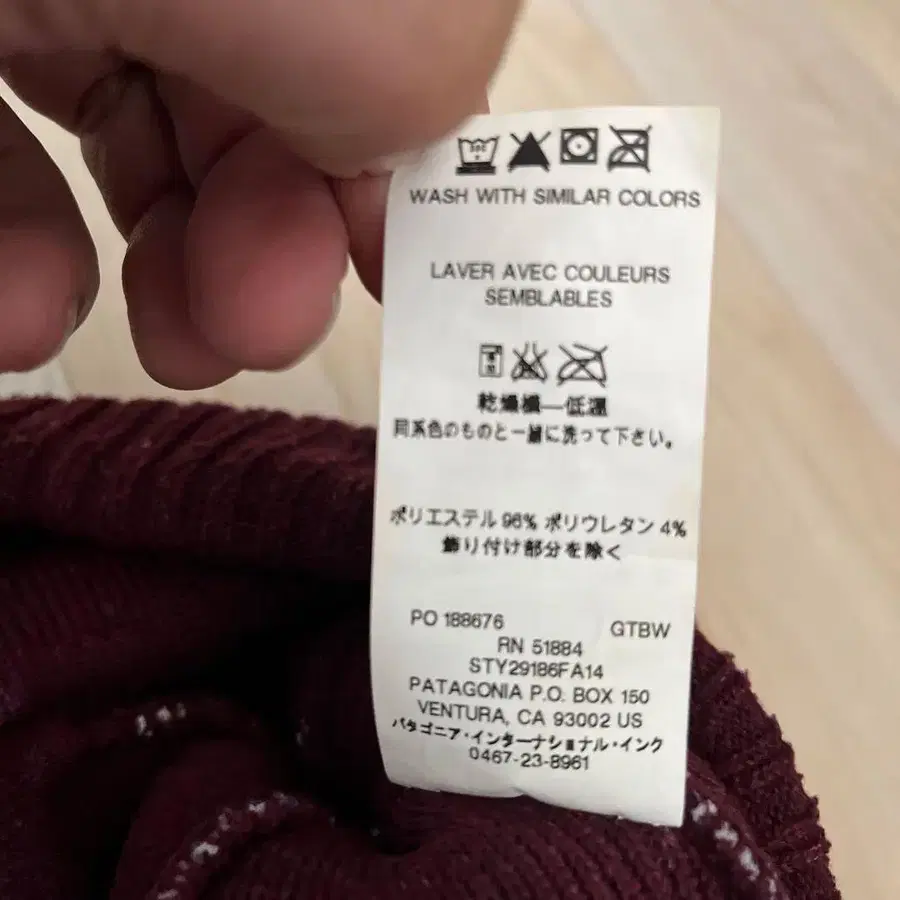 WASH WITH SIMILAR COLORS
LAVER AVEC COULEURS
SEMBLABLES
乾燥機—低温
同系色のものと一緒に洗って下さい。
ポリエステル 96% ポリウレタン 4%
飾り付け部分を除く
PO 188676 GTBW
RN 51884
STY29186FA14
PATAGONIA P.O. BOX 150
VENTURA, CA 93002 US
パタゴニア・インターナショナル・インク
0467-23-8961